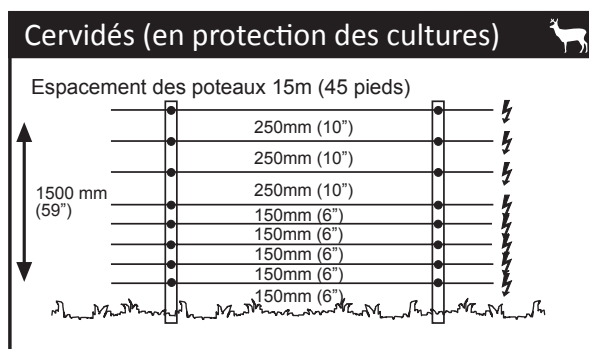 Cervidés (en protection des cultures)
Espacement des poteaux 15m (45 pieds)
250mm (10”)
250mm (10”)
1500 mm
(59”)
250mm (10”)
150mm (6”)
150mm (6”)
150mm (6”)
150mm (6”)
150mm (6”)